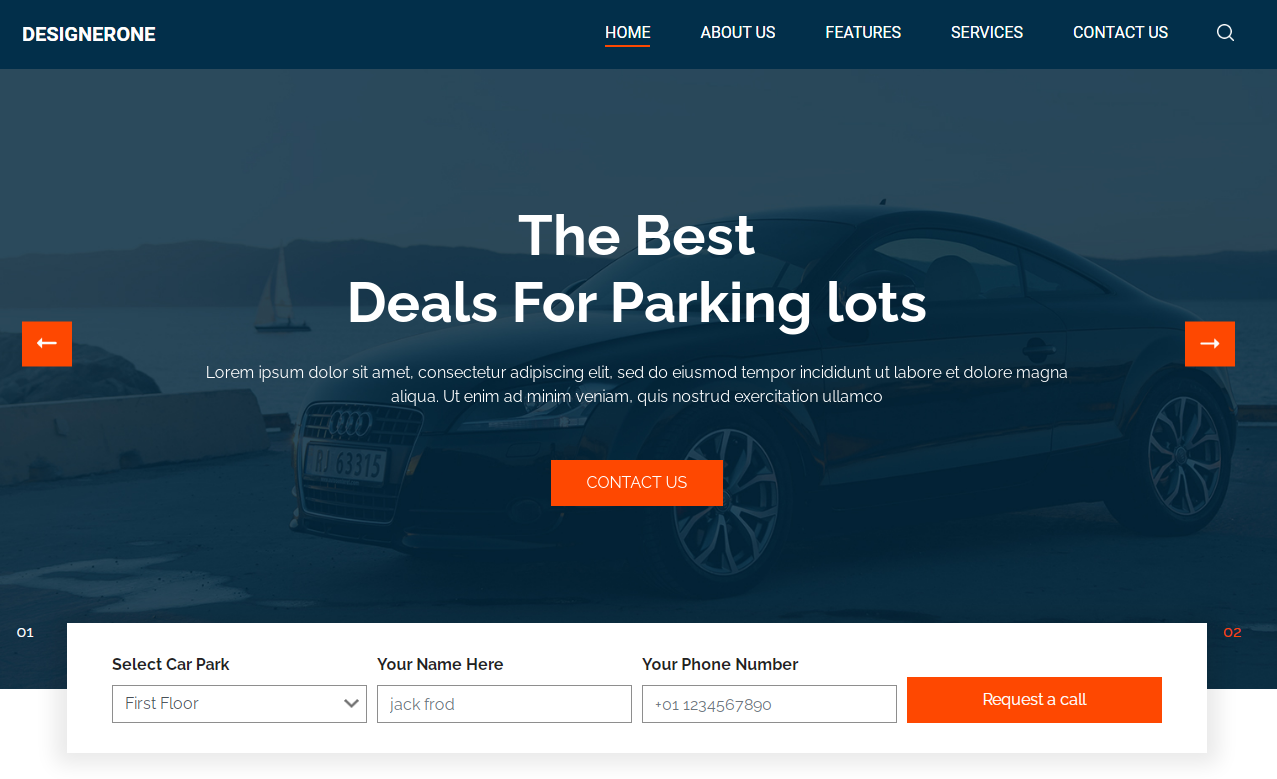 DESIGNERONE
HOME ABOUT US FEATURES SERVICES CONTACT US
The Best
Deals For Parking lots
Lorem ipsum dolor sit amet, consectetur adipiscing elit, sed do eiusmod tempor incididunt ut labore et dolore magna
aliqua. Ut enim ad minim veniam, quis nostrud exercitation ullamco
RJ 63315
CONTACT US
01
02
Select Car Park
First Floor
Your Name Here
jack frod
Your Phone Number
+01 1234567890
Request a call